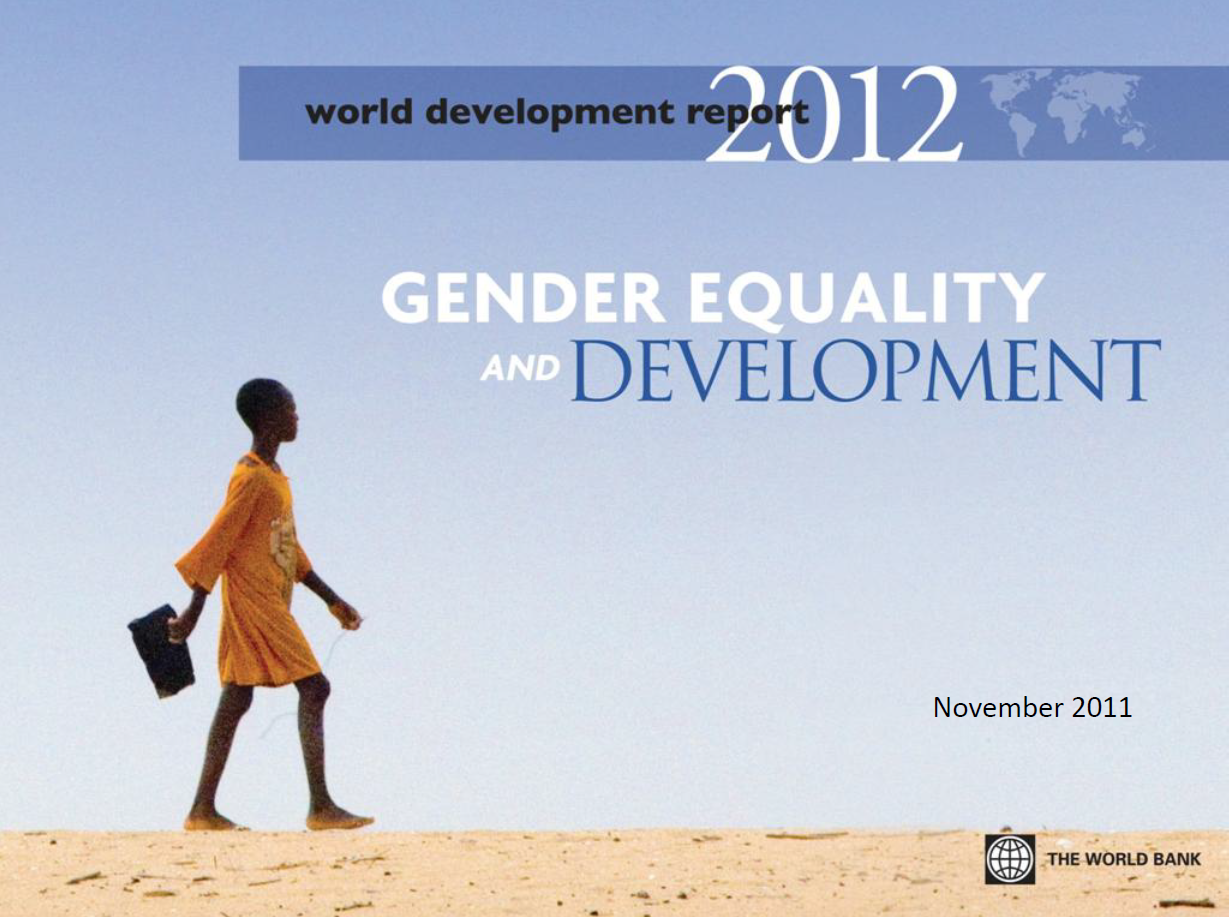 world development report 2012
GENDER EQUALITY
AND DEVELOPMENT
November 2011
THE WORLD BANK